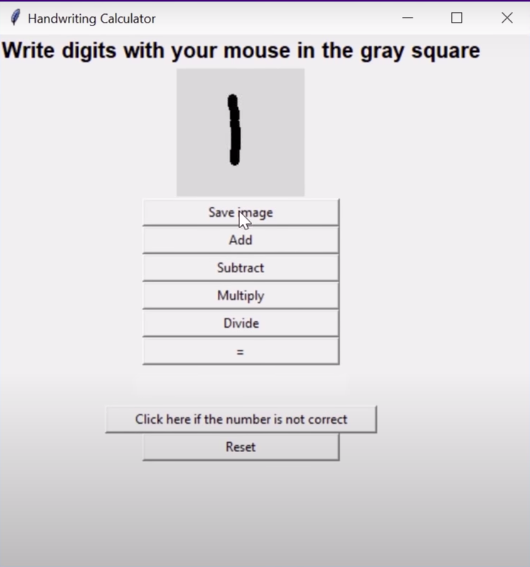 Handwriting Calculator
Write digits with your mouse in the gray square
1
Save image
Add
Subtract
Multiply
Divide
=
Click here if the number is not correct
Reset